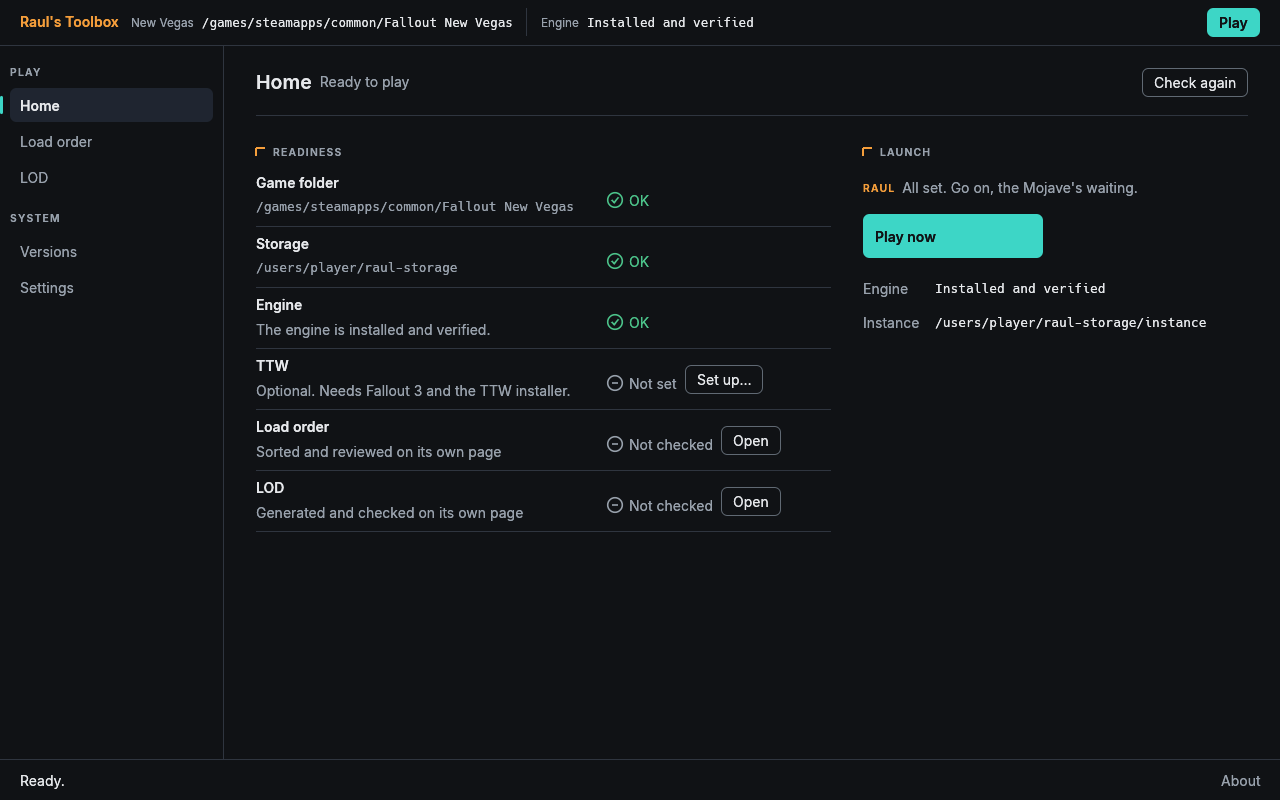 Raul's Toolbox New Vegas /games/steamapps/common/Fallout New Vegas Engine Installed and verified Play
PLAY
Home
Load order
LOD
SYSTEM
Versions
Settings
Home Ready to play Check again
READINESS
Game folder
/games/steamapps/common/Fallout New Vegas
OK
Storage
/users/player/raul-storage
OK
Engine
The engine is installed and verified.
OK
TTW
Optional. Needs Fallout 3 and the TTW installer.
Not set Set up...
Load order
Sorted and reviewed on its own page
Not checked Open
LOD
Generated and checked on its own page
Not checked Open
LAUNCH
RAUL All set. Go on, the Mojave's waiting.
Play now
Engine Installed and verified
Instance /users/player/raul-storage/instance
Ready. About